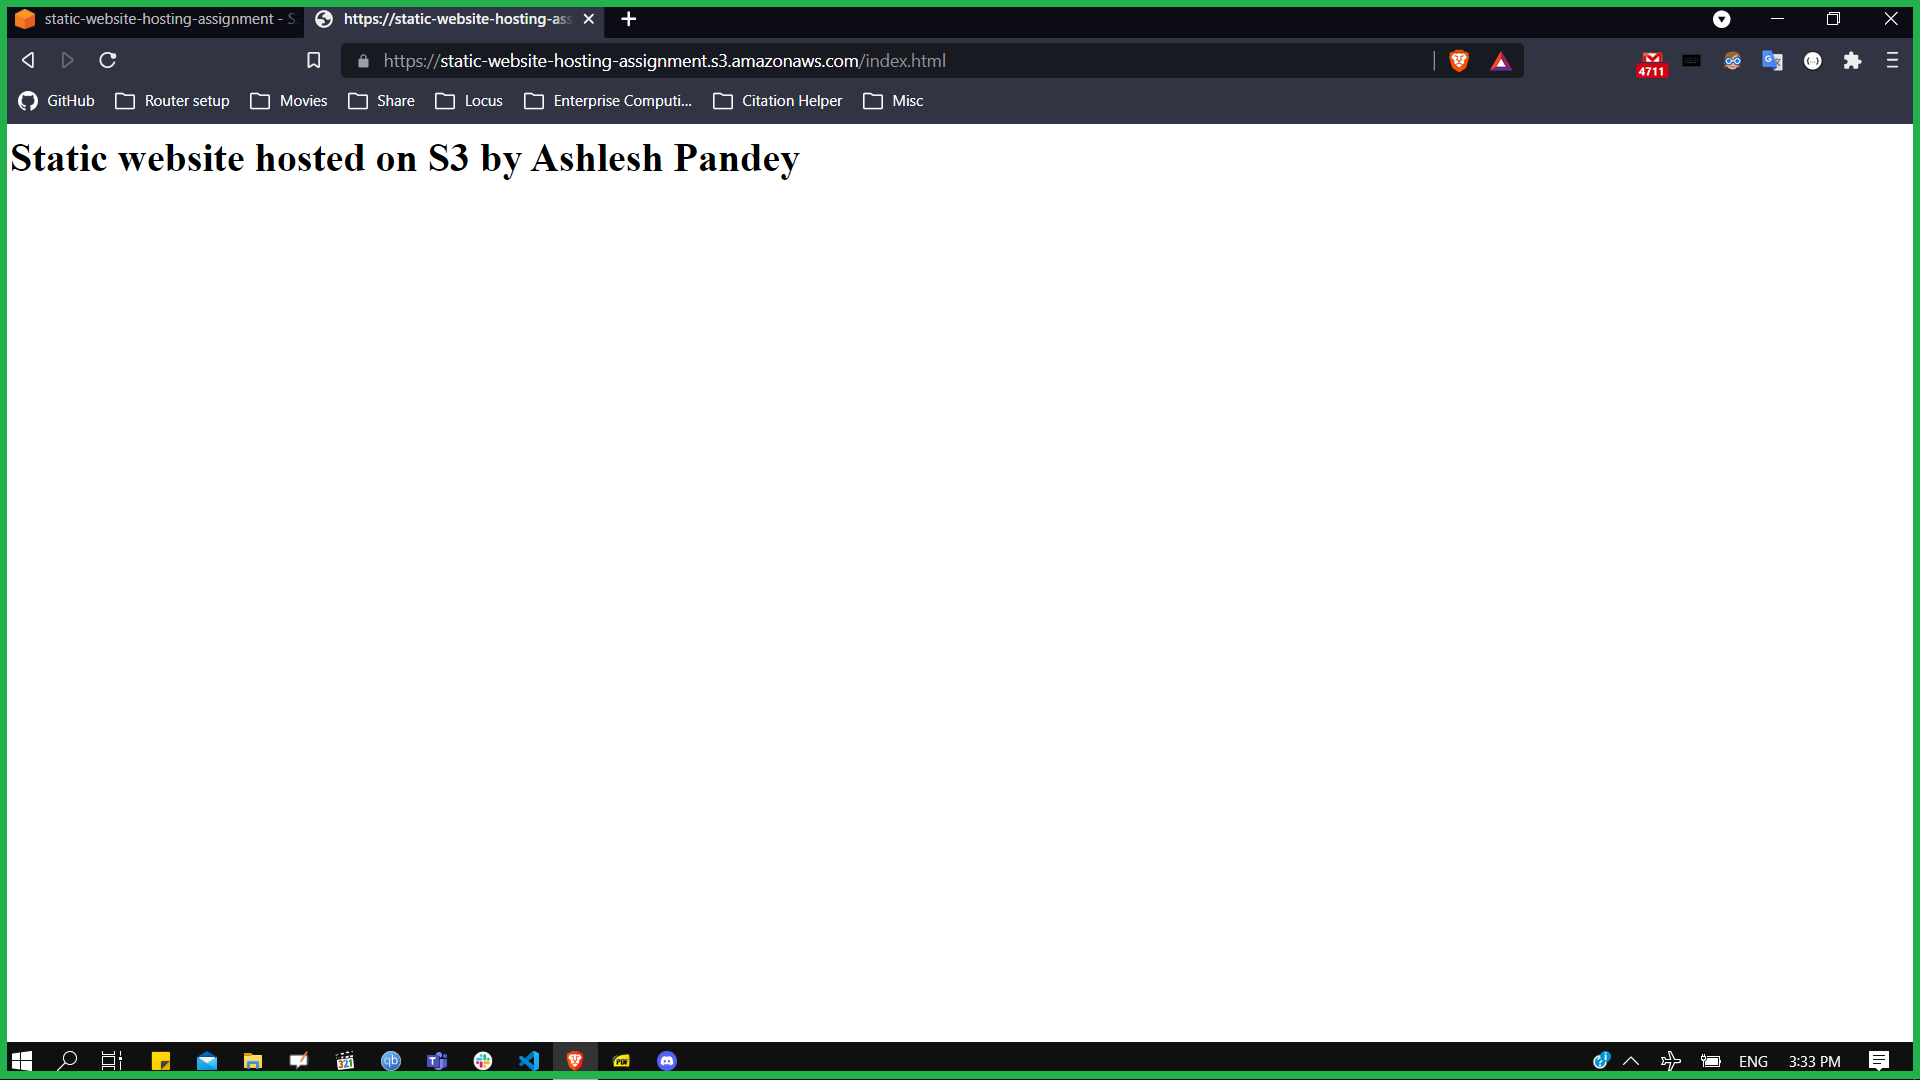 static-website-hosting-assignment - S
https://static-website-hosting-ass
https://static-website-hosting-assignment.s3.amazonaws.com/index.html
4711
GitHub Router setup Movies Share Locus Enterprise Computi... Citation Helper Misc
Static website hosted on S3 by Ashlesh Pandey
ENG 3:33 PM